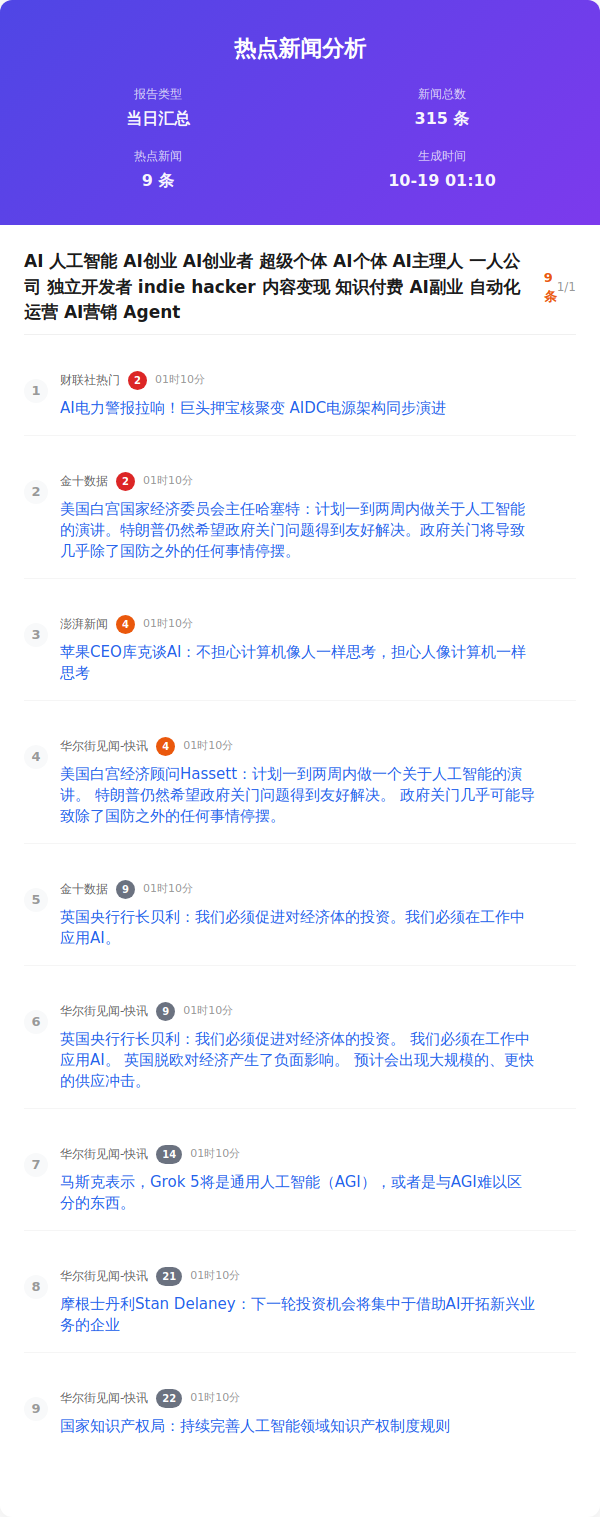 热点新闻分析
报告类型
新闻总数
当日汇总
315 条
热点新闻
生成时间
9 条
10-19 01:10
AI 人工智能 AI创业 AI创业者 超级个体 AI个体 AI主理人 一人公
司 独立开发者 indie hacker 内容变现 知识付费 AI副业 自动化
运营 AI营销 Agent
9
条
1/1
1
财联社热门 2 01时10分
AI电力警报拉响！巨头押宝核聚变 AIDC电源架构同步演进
2
金十数据 2 01时10分
美国白宫国家经济委员会主任哈塞特：计划一到两周内做关于人工智能
的演讲。特朗普仍然希望政府关门问题得到友好解决。政府关门将导致
几乎除了国防之外的任何事情停摆。
3
澎湃新闻 4 01时10分
苹果CEO库克谈AI：不担心计算机像人一样思考，担心人像计算机一样
思考
4
华尔街见闻-快讯 4 01时10分
美国白宫经济顾问Hassett：计划一到两周内做一个关于人工智能的演
讲。 特朗普仍然希望政府关门问题得到友好解决。 政府关门几乎可能导
致除了国防之外的任何事情停摆。
5
金十数据 9 01时10分
英国央行行长贝利：我们必须促进对经济体的投资。我们必须在工作中
应用AI。
6
华尔街见闻-快讯 9 01时10分
英国央行行长贝利：我们必须促进对经济体的投资。 我们必须在工作中
应用AI。 英国脱欧对经济产生了负面影响。 预计会出现大规模的、更快
的供应冲击。
7
华尔街见闻-快讯 14 01时10分
马斯克表示，Grok 5将是通用人工智能（AGI），或者是与AGI难以区
分的东西。
8
华尔街见闻-快讯 21 01时10分
摩根士丹利Stan Delaney：下一轮投资机会将集中于借助AI开拓新兴业
务的企业
9
华尔街见闻-快讯 22 01时10分
国家知识产权局：持续完善人工智能领域知识产权制度规则